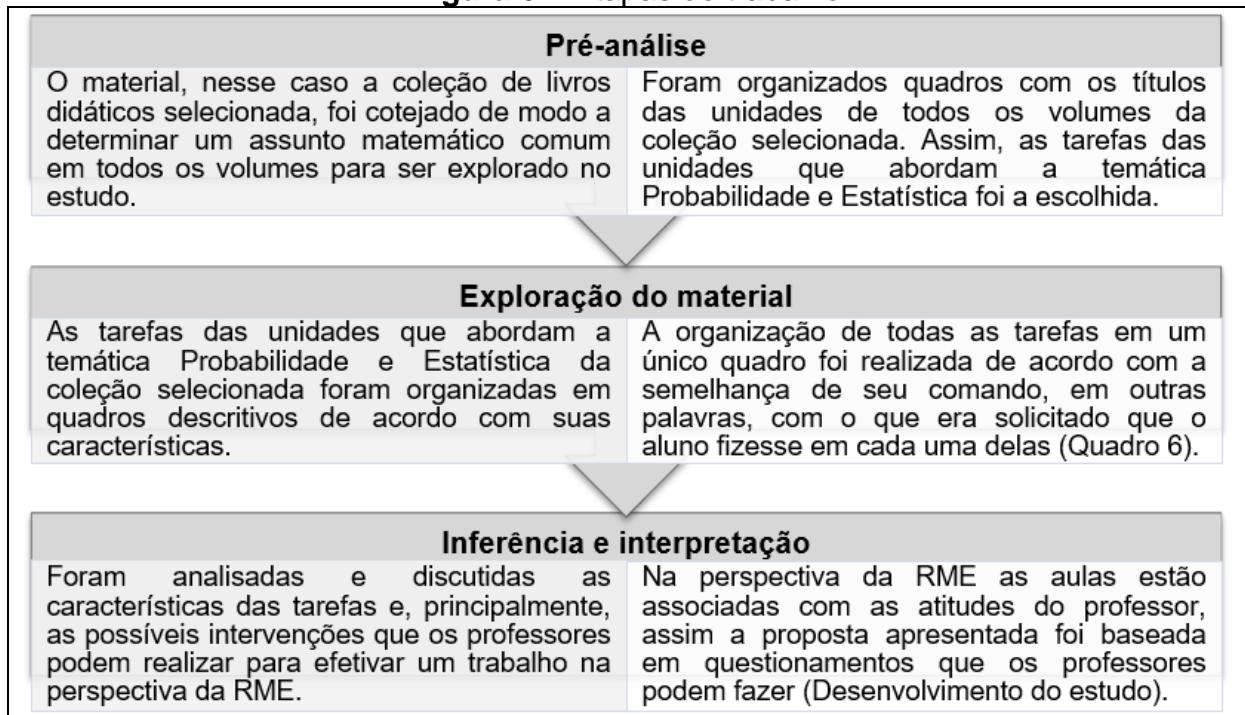 Pré-análise
O material, nesse caso a coleção de livros
didáticos selecionada, foi cotejado de modo a
determinar um assunto matemático comum
em todos os volumes para ser explorado no
estudo.
Foram organizados quadros com os títulos
das unidades de todos os volumes da
coleção selecionada. Assim, as tarefas das
unidades que abordam a temática
Probabilidade e Estatística foi a escolhida.
Exploração do material
As tarefas das unidades que abordam a
temática Probabilidade e Estatística da
coleção selecionada foram organizadas em
quadros descritivos de acordo com suas
características.
A organização de todas as tarefas em um
único quadro foi realizada de acordo com a
semelhança de seu comando, em outras
palavras, com o que era solicitado que o
aluno fizesse em cada uma delas (Quadro 6).
Inferência e interpretação
Foram analisadas e discutidas as
características das tarefas e, principalmente,
as possíveis intervenções que os professores
podem realizar para efetivar um trabalho na
perspectiva da RME.
Na perspectiva da RME as aulas estão
associadas com as atitudes do professor,
assim a proposta apresentada foi baseada
em questionamentos que os professores
podem fazer (Desenvolvimento do estudo).